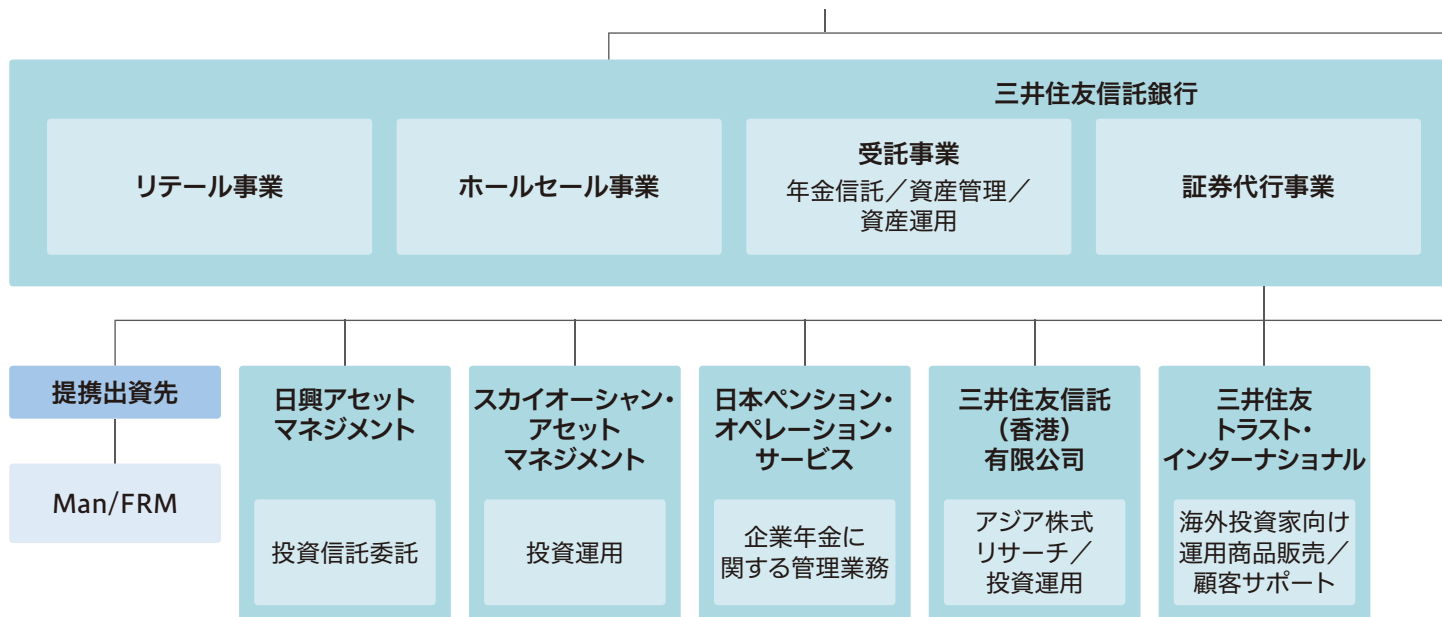 三井住友信託銀行
リテール事業
ホールセール事業
受託事業
年金信託／資産管理／
資産運用
証券代行事業
提携出資先
Man/FRM
日興アセット
マネジメント
投資信託委託
スカイオーシャン・
アセット
マネジメント
投資運用
日本ペンション・
オペレーション・
サービス
企業年金に
関する管理業務
三井住友信託
（香港）
有限公司
アジア株式
リサーチ／
投資運用
三井住友
トラスト・
インターナショナル
海外投資家向け
運用商品販売／
顧客サポート